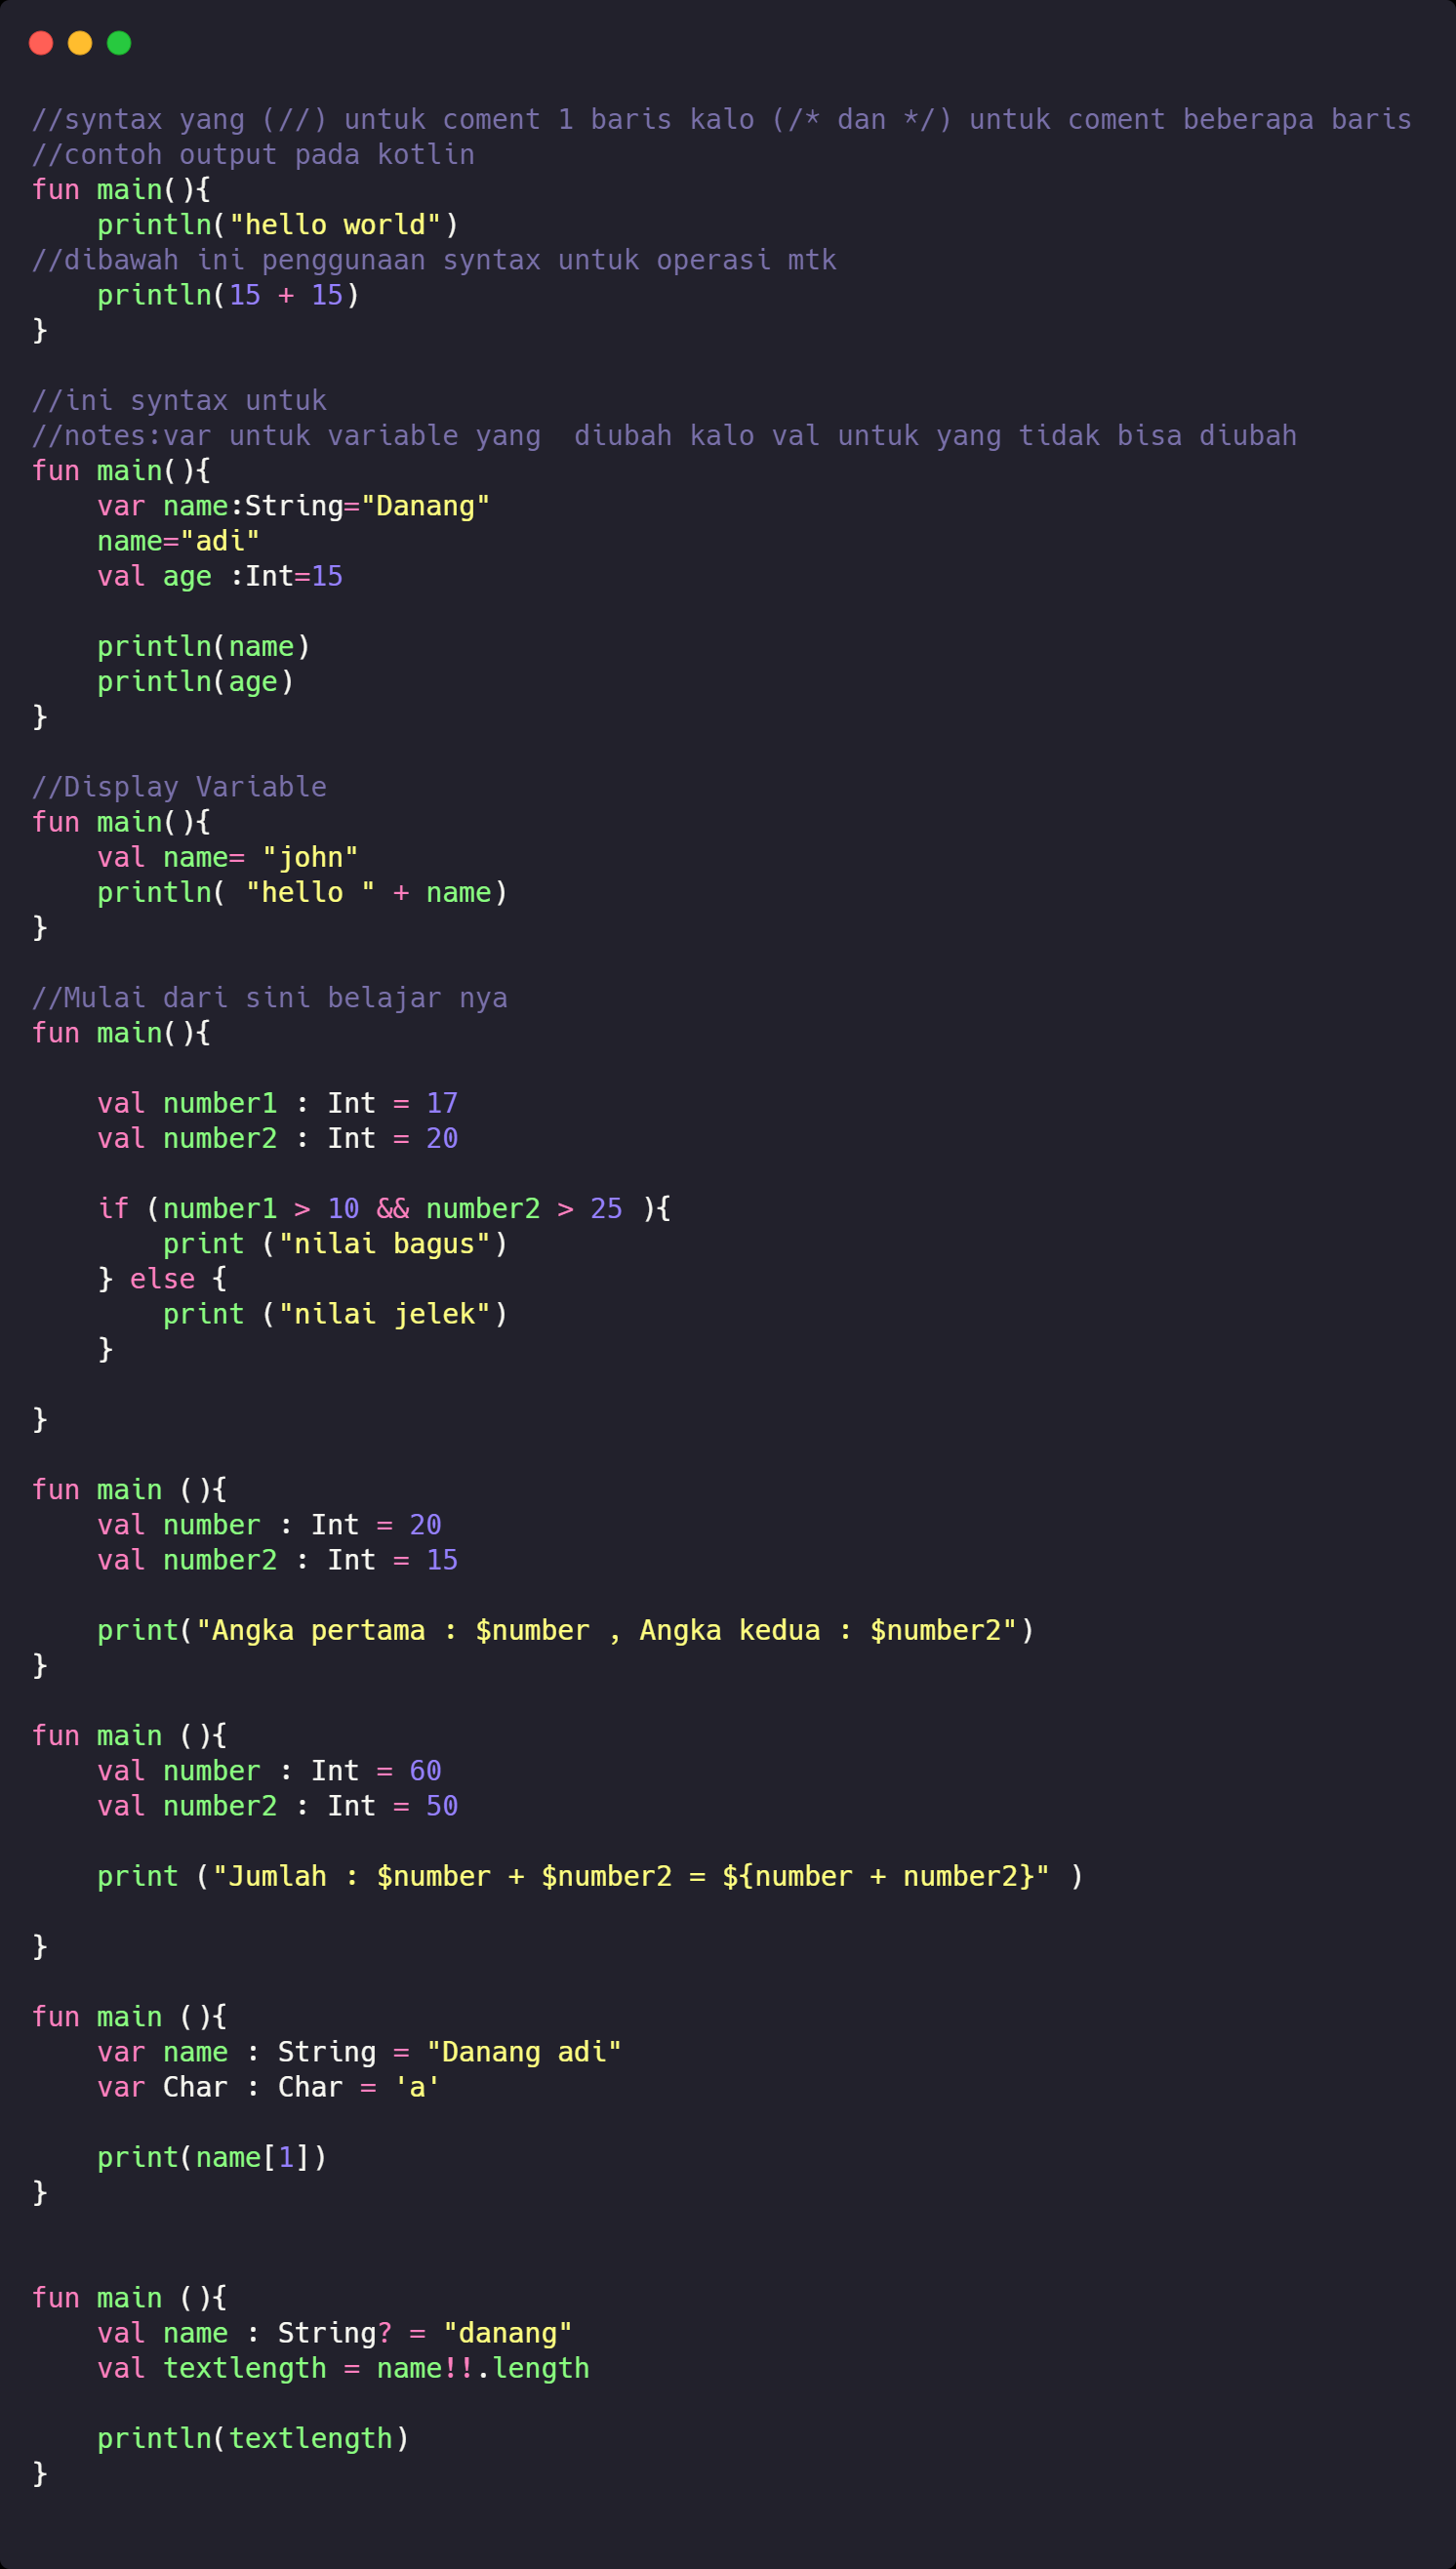 //syntax yang (//) untuk coment 1 baris kalo (/* dan */) untuk coment beberapa baris
//contoh output pada kotlin
fun main(){
    println("hello world")
//dibawah ini penggunaan syntax untuk operasi mtk
    println(15 + 15)
}

//ini syntax untuk
//notes:var untuk variable yang  diubah kalo val untuk yang tidak bisa diubah
fun main(){
    var name:String="Danang"
    name="adi"
    val age :Int=15

    println(name)
    println(age)
}

//Display Variable
fun main(){
    val name= "john"
    println( "hello " + name)
}

//Mulai dari sini belajar nya
fun main(){

    val number1 : Int = 17
    val number2 : Int = 20

    if (number1 > 10 && number2 > 25 ){
        print ("nilai bagus")
    } else {
        print ("nilai jelek")
    }

}

fun main (){
    val number : Int = 20
    val number2 : Int = 15

    print("Angka pertama : $number , Angka kedua : $number2")
}

fun main (){
    val number : Int = 60
    val number2 : Int = 50

    print ("Jumlah : $number + $number2 = ${number + number2}" )

}

fun main (){
    var name : String = "Danang adi"
    var Char : Char = 'a'

    print(name[1])
}


fun main (){
    val name : String? = "danang"
    val textlength = name!!.length

    println(textlength)
}